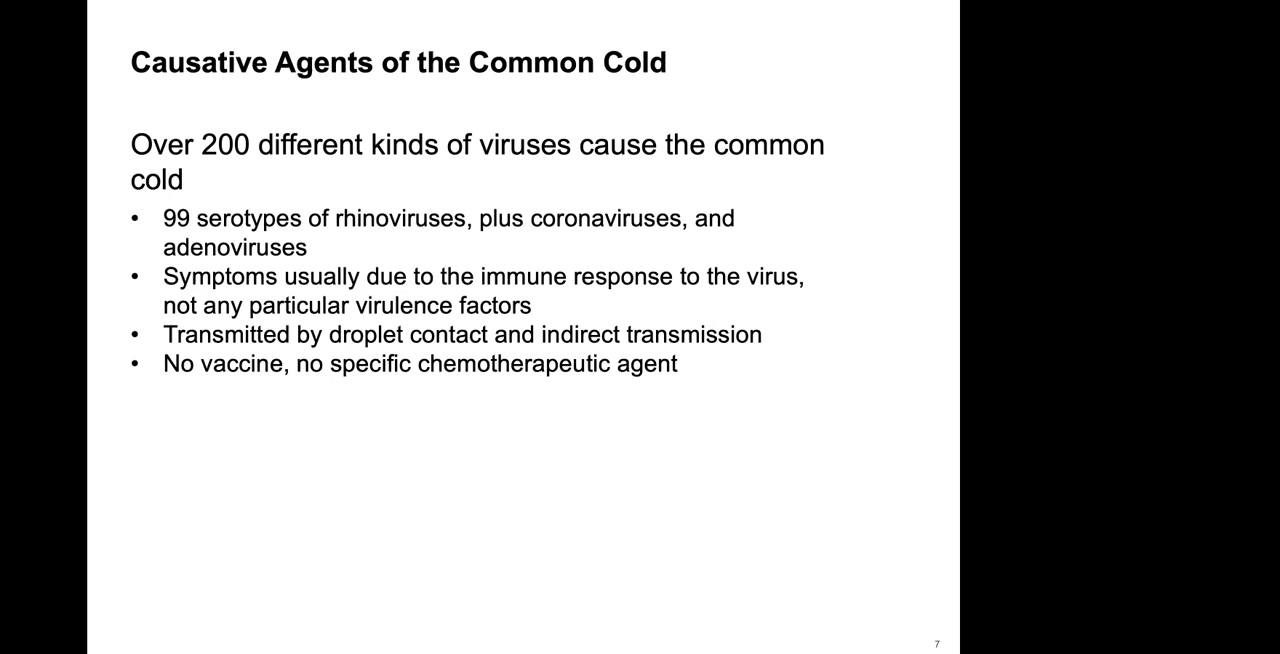 Causative Agents of the Common Cold
Over 200 different kinds of viruses cause the common
cold
• 99 serotypes of rhinoviruses, plus coronaviruses, and
adenoviruses
• Symptoms usually due to the immune response to the virus,
not any particular virulence factors
• Transmitted by droplet contact and indirect transmission
• No vaccine, no specific chemotherapeutic agent
7